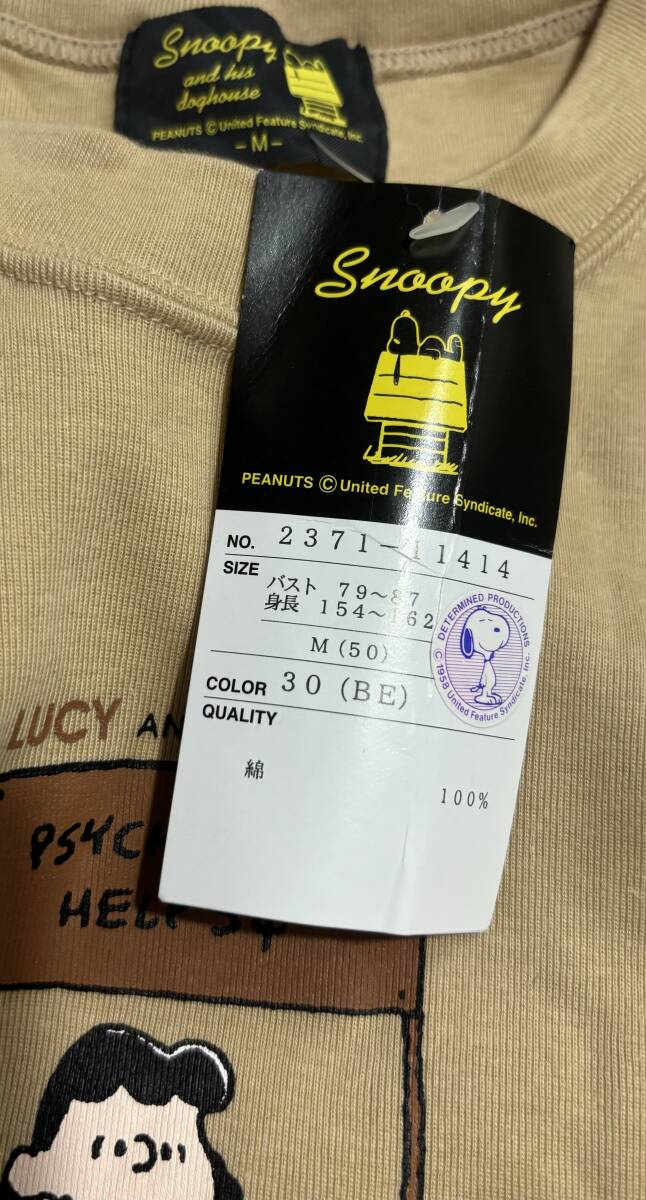 Snoopy
and his
doghouse
PEANUTS © United Feature Syndicate, Inc.
-M-
Snoopy
PEANUTS © United Feature Syndicate, Inc.
NO. 2371-11414
SIZE バスト 79~87
身長 154~162
M(50)
COLOR 30(BE)
QUALITY
綿 100%
DETERMINED PRODUCTIONS
© 1958 United Feature Syndicate, Inc.
LUCY
HELP 5¢